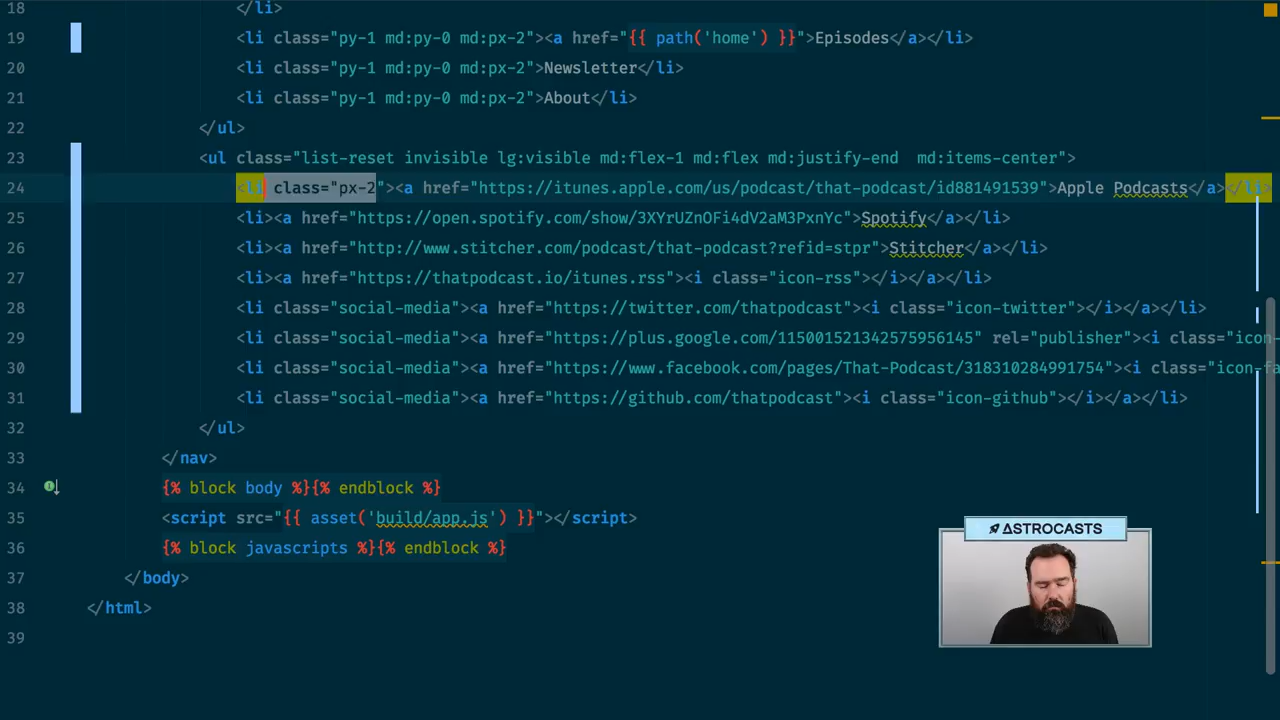 18 </li>
19 <li class="py-1 md:py-0 md:px-2"><a href="{{ path('home') }}">Episodes</a></li>
20 <li class="py-1 md:py-0 md:px-2">Newsletter</li>
21 <li class="py-1 md:py-0 md:px-2">About</li>
22 </ul>
23 <ul class="list-reset invisible lg:visible md:flex-1 md:flex md:justify-end  md:items-center">
24 <li class="px-2"><a href="https://itunes.apple.com/us/podcast/that-podcast/id881491539">Apple Podcasts</a></li>
25 <li><a href="https://open.spotify.com/show/3XYrUZnOFi4dV2aM3PxnYc">Spotify</a></li>
26 <li><a href="http://www.stitcher.com/podcast/that-podcast?refid=stpr">Stitcher</a></li>
27 <li><a href="https://thatpodcast.io/itunes.rss"><i class="icon-rss"></i></a></li>
28 <li class="social-media"><a href="https://twitter.com/thatpodcast"><i class="icon-twitter"></i></a></li>
29 <li class="social-media"><a href="https://plus.google.com/115001521342575956145" rel="publisher"><i class="icon-
30 <li class="social-media"><a href="https://www.facebook.com/pages/That-Podcast/318310284991754"><i class="icon-fa
31 <li class="social-media"><a href="https://github.com/thatpodcast"><i class="icon-github"></i></a></li>
32 </ul>
33 </nav>
34 {% block body %}{% endblock %}
35 <script src="{{ asset('build/app.js') }}"></script>
36 {% block javascripts %}{% endblock %}
37 </body>
38 </html>
39
ΔSTROCASTS